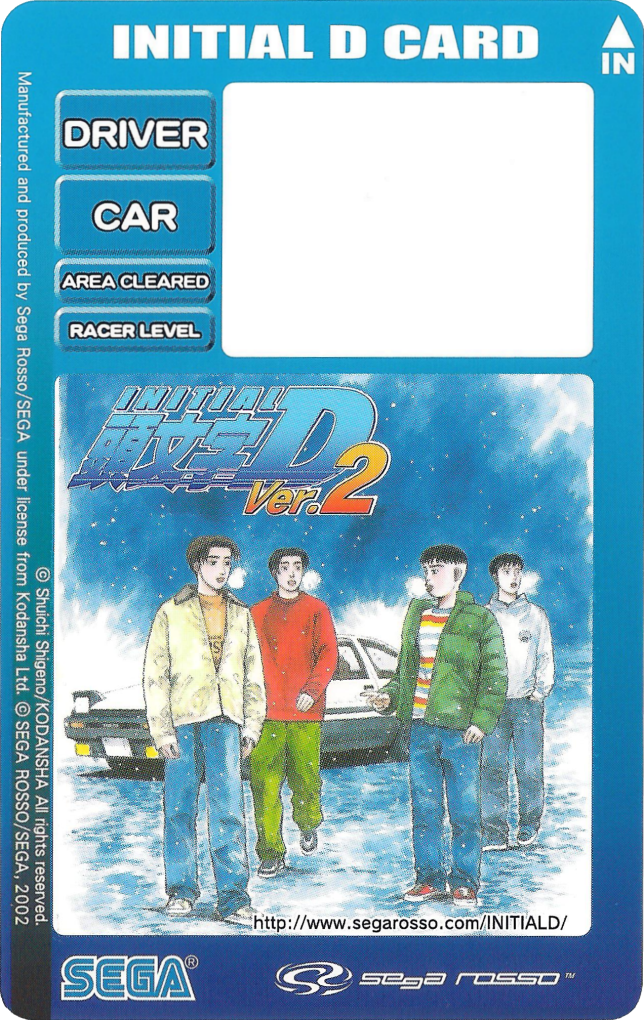 INITIAL D CARD
IN
DRIVER
CAR
AREA CLEARED
RACER LEVEL
INITIAL
頭文字D
Ver.2
http://www.segarosso.com/INITIALD/
SEGA®
sega rosso™
© Shuichi Shigeno/KODANSHA All rights reserved.
Manufactured and produced by Sega Rosso/SEGA under license from Kodansha Ltd. © SEGA ROSSO/SEGA, 2002